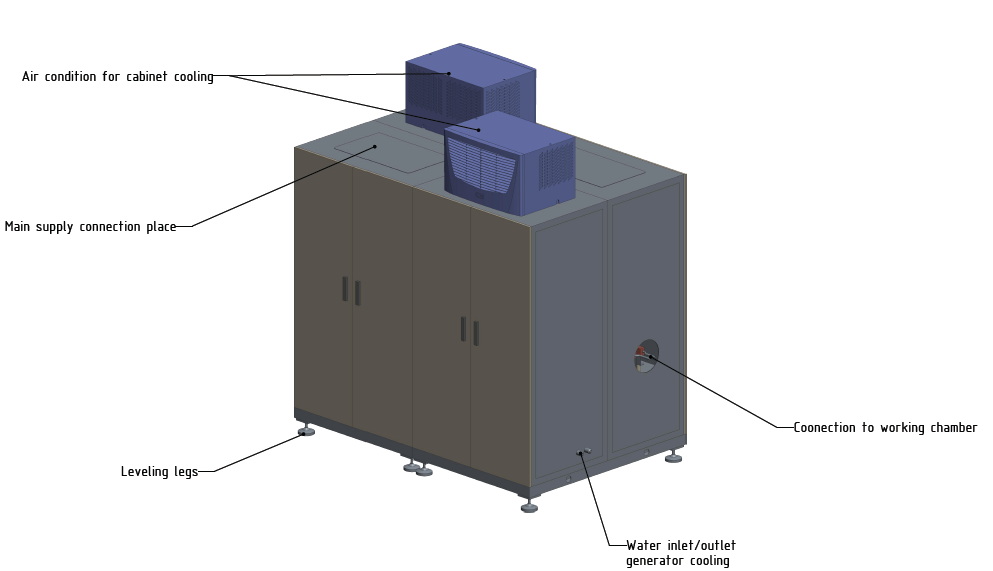 Air condition for cabinet cooling
Main supply connection place
Coonection to working chamber
Leveling legs
Water inlet/outlet
generator cooling